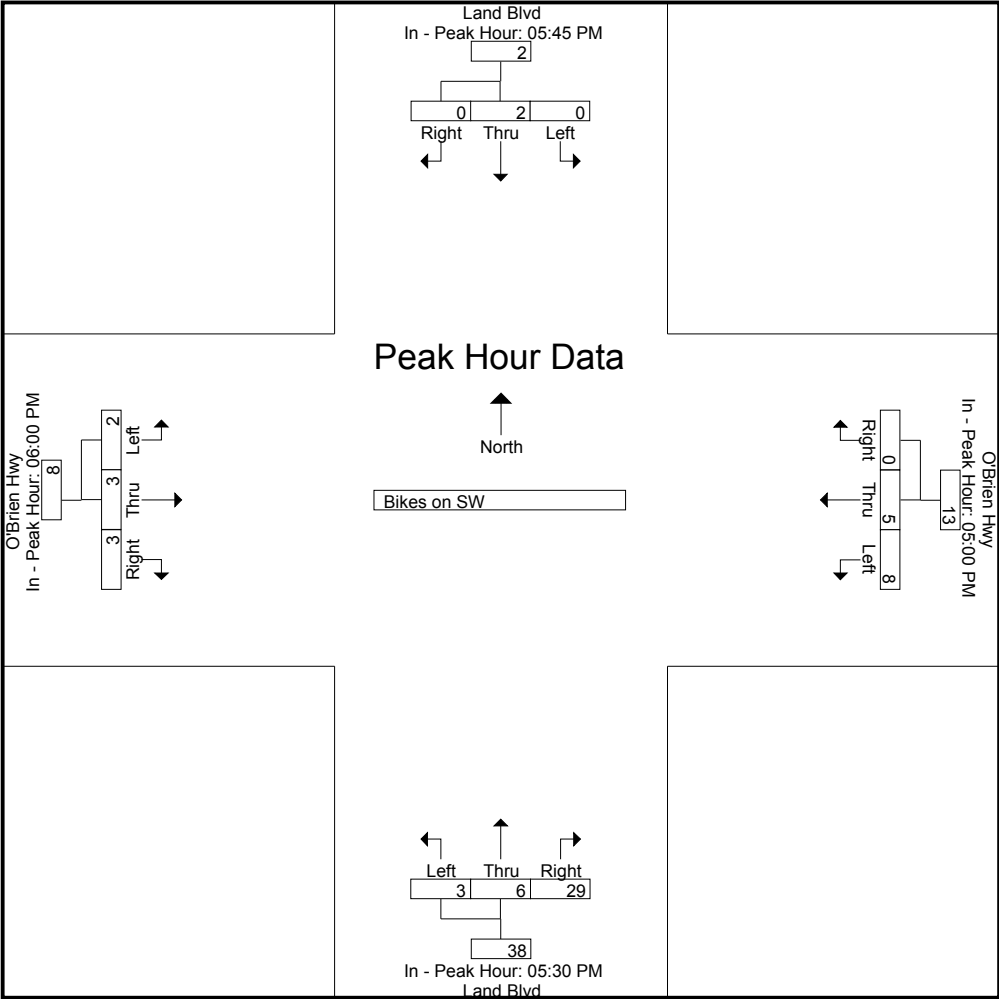 Land Blvd
In - Peak Hour: 05:45 PM
2
0 2 0
Right Thru Left
Peak Hour Data
North
Bikes on SW
O'Brien Hwy
In - Peak Hour: 06:00 PM
8
2 3 3
Left Thru Right
O'Brien Hwy
In - Peak Hour: 05:00 PM
13
0 5 8
Right Thru Left
Left Thru Right
3 6 29
38
In - Peak Hour: 05:30 PM
Land Blvd